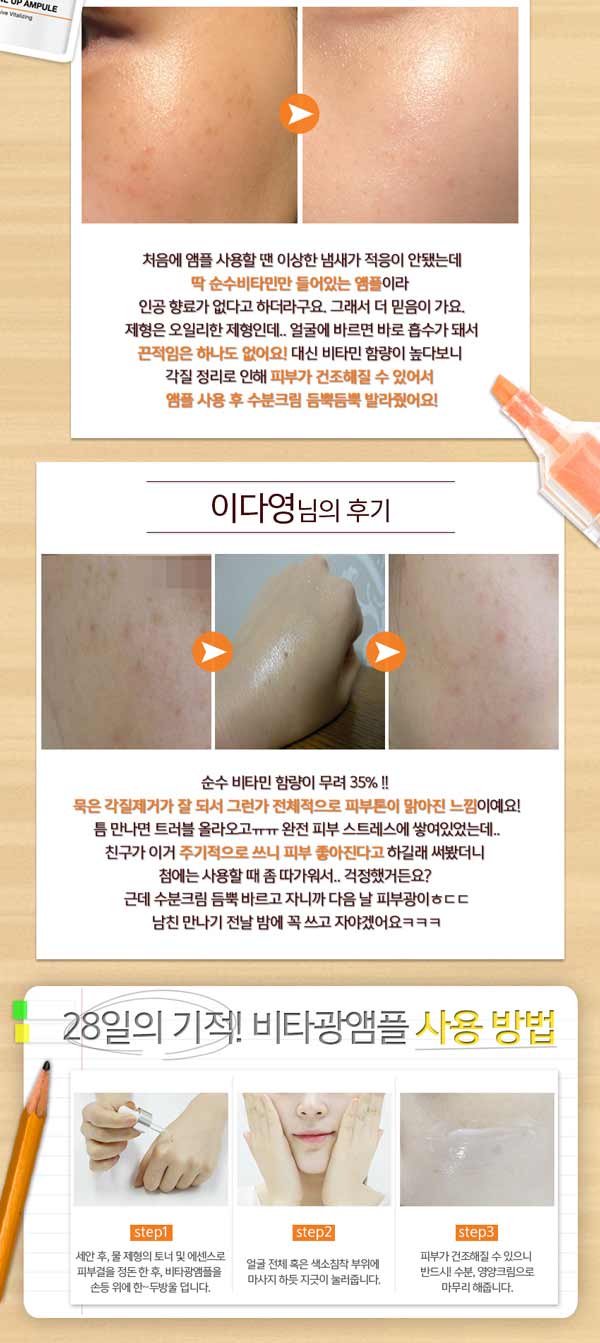 UP AMPULE
Vitalizing
처음에 앰플 사용할 땐 이상한 냄새가 적응이 안됐는데
딱 순수비타민만 들어있는 앰플이라
인공 향료가 없다고 하더라구요. 그래서 더 믿음이 가요.
제형은 오일리한 제형인데.. 얼굴에 바르면 바로 흡수가 돼서
끈적임은 하나도 없어요! 대신 비타민 함량이 높다보니
각질 정리로 인해 피부가 건조해질 수 있어서
앰플 사용 후 수분크림 듬뿍듬뿍 발라줬어요!
이다영님의 후기
순수 비타민 함량이 무려 35% !!
묵은 각질제거가 잘 되서 그런가 전체적으로 피부톤이 맑아진 느낌이예요!
틈 만나면 트러블 올라오고ㅠㅠ 완전 피부 스트레스에 쌓여있었는데..
친구가 이거 주기적으로 쓰니 피부 좋아진다고 하길래 써봤더니
첨에는 사용할 때 좀 따가워서.. 걱정했거든요?
근데 수분크림 듬뿍 바르고 자니까 다음 날 피부광이ㅎㄷㄷ
남친 만나기 전날 밤에 꼭 쓰고 자야겠어요ㅋㅋㅋ
28일의 기적! 비타광앰플 사용 방법
step1
세안 후, 물 제형의 토너 및 에센스로
피부결을 정돈 한 후, 비타광앰플을
손등 위에 한~두방울 덥니다.
step2
얼굴 전체 혹은 색소침착 부위에
마사지 하듯 지긋이 눌러줍니다.
step3
피부가 건조해질 수 있으니
반드시! 수분, 영양크림으로
마무리 해줍니다.